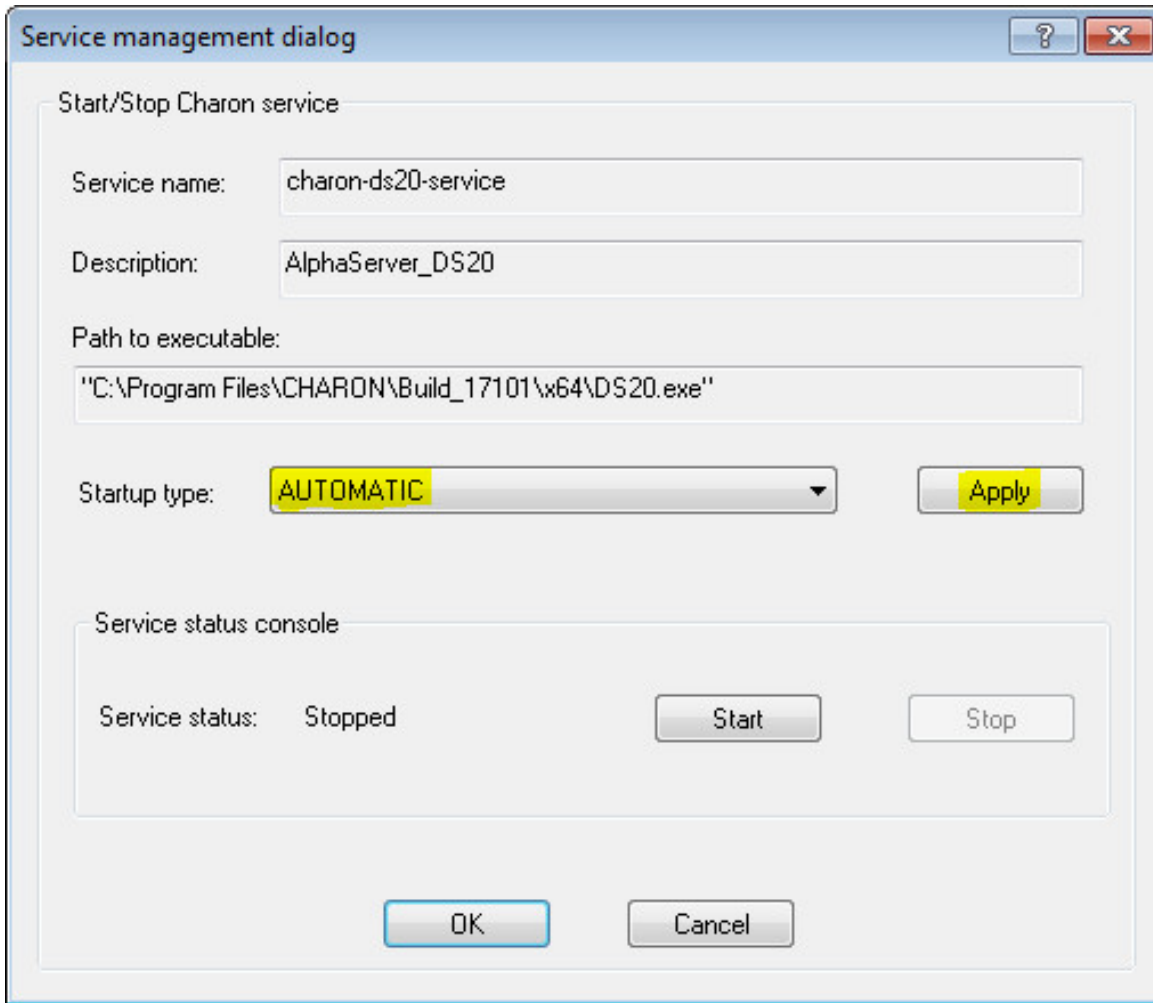 Service management dialog ?
Start/Stop Charon service
Service name: charon-ds20-service
Description: AlphaServer_DS20
Path to executable:
"C:\Program Files\CHARON\Build_17101\x64\DS20.exe"
Startup type: AUTOMATIC Apply
Service status console
Service status: Stopped Start Stop
OK Cancel